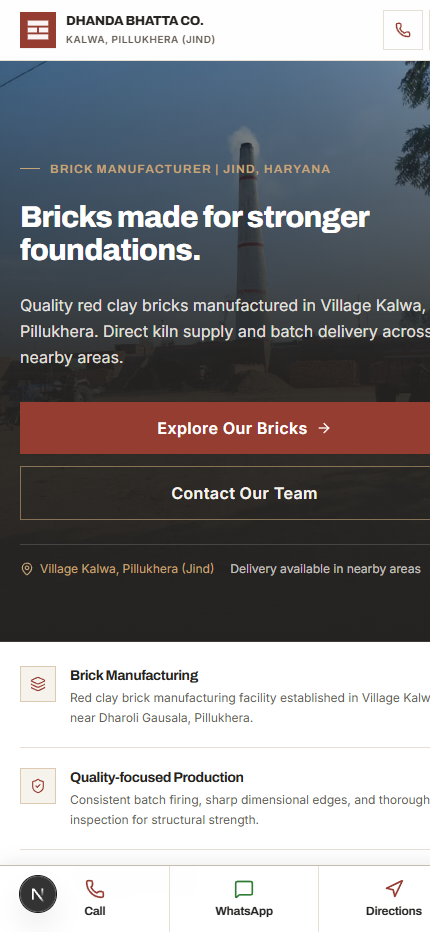 DHANDA BHATTA CO.
KALWA, PILLUKHERA (JIND)
BRICK MANUFACTURER | JIND, HARYANA
Bricks made for stronger
foundations.
Quality red clay bricks manufactured in Village Kalwa,
Pillukhera. Direct kiln supply and batch delivery across
nearby areas.
Explore Our Bricks →
Contact Our Team
Village Kalwa, Pillukhera (Jind) Delivery available in nearby areas
Brick Manufacturing
Red clay brick manufacturing facility established in Village
near Dharoli Gausala, Pillukhera.
Quality-focused Production
Consistent batch firing, sharp dimensional edges, and thorough
inspection for structural strength.
N
Call
WhatsApp
Directions